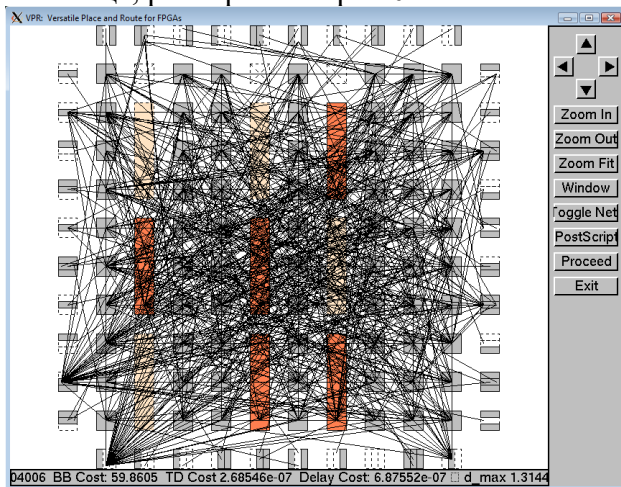 VPR: Versatile Place and Route for FPGAs
Zoom In
Zoom Out
Zoom Fit
Window
Toggle Net
PostScript
Proceed
Exit
04006 BB Cost: 59.8605 TD Cost 2.68546e-07 Delay Cost: 6.87552e-07 d_max 1.3144